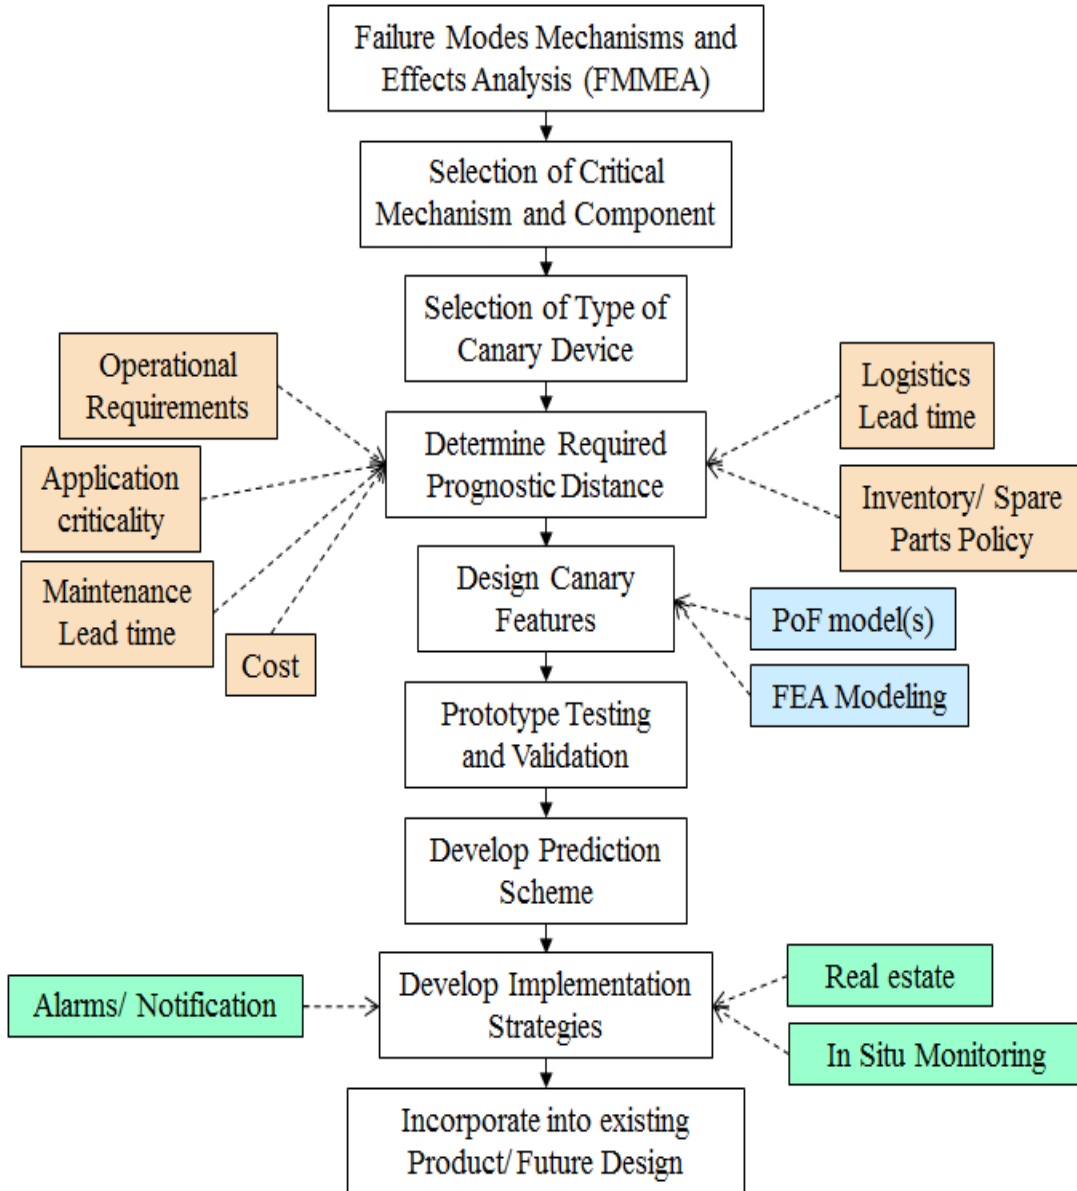 Failure Modes Mechanisms and
Effects Analysis (FMMEA)
Selection of Critical
Mechanism and Component
Selection of Type of
Canary Device
Operational
Requirements
Logistics
Lead time
Determine Required
Prognostic Distance
Application
criticality
Inventory/ Spare
Parts Policy
Maintenance
Lead time
Cost
Design Canary
Features
PoF model(s)
FEA Modeling
Prototype Testing
and Validation
Develop Prediction
Scheme
Alarms/ Notification
Develop Implementation
Strategies
Real estate
In Situ Monitoring
Incorporate into existing
Product/ Future Design